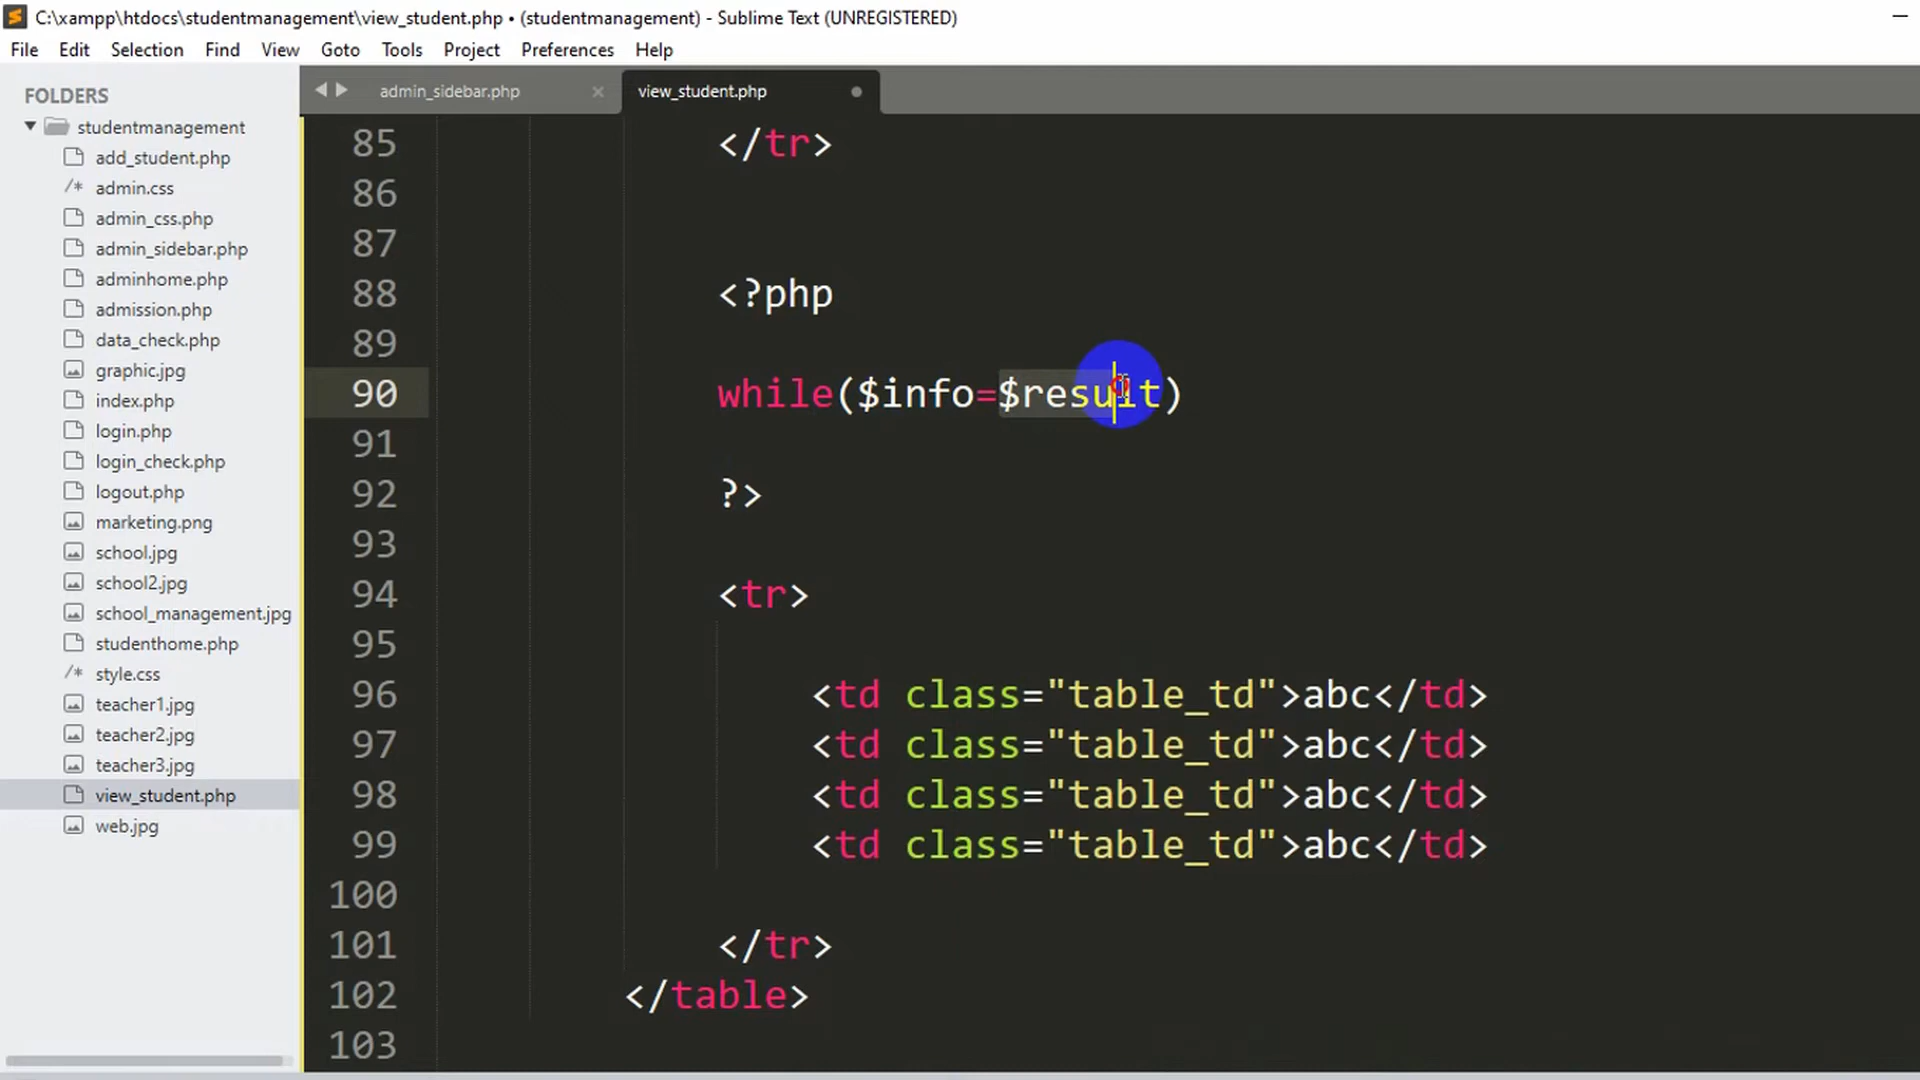 C:\xampp\htdocs\studentmanagement\view_student.php • (studentmanagement) - Sublime Text (UNREGISTERED)
File Edit Selection Find View Goto Tools Project Preferences Help
FOLDERS
studentmanagement
add_student.php
/* admin.css
admin_css.php
admin_sidebar.php
adminhome.php
admission.php
data_check.php
graphic.jpg
index.php
login.php
login_check.php
logout.php
marketing.png
school.jpg
school2.jpg
school_management.jpg
studenthome.php
/* style.css
teacher1.jpg
teacher2.jpg
teacher3.jpg
view_student.php
web.jpg
admin_sidebar.php × view_student.php
85 </tr>
86
87
88 <?php
89
90 while($info=$result)
91
92 ?>
93
94 <tr>
95
96 <td class="table_td">abc</td>
97 <td class="table_td">abc</td>
98 <td class="table_td">abc</td>
99 <td class="table_td">abc</td>
100
101 </tr>
102 </table>
103